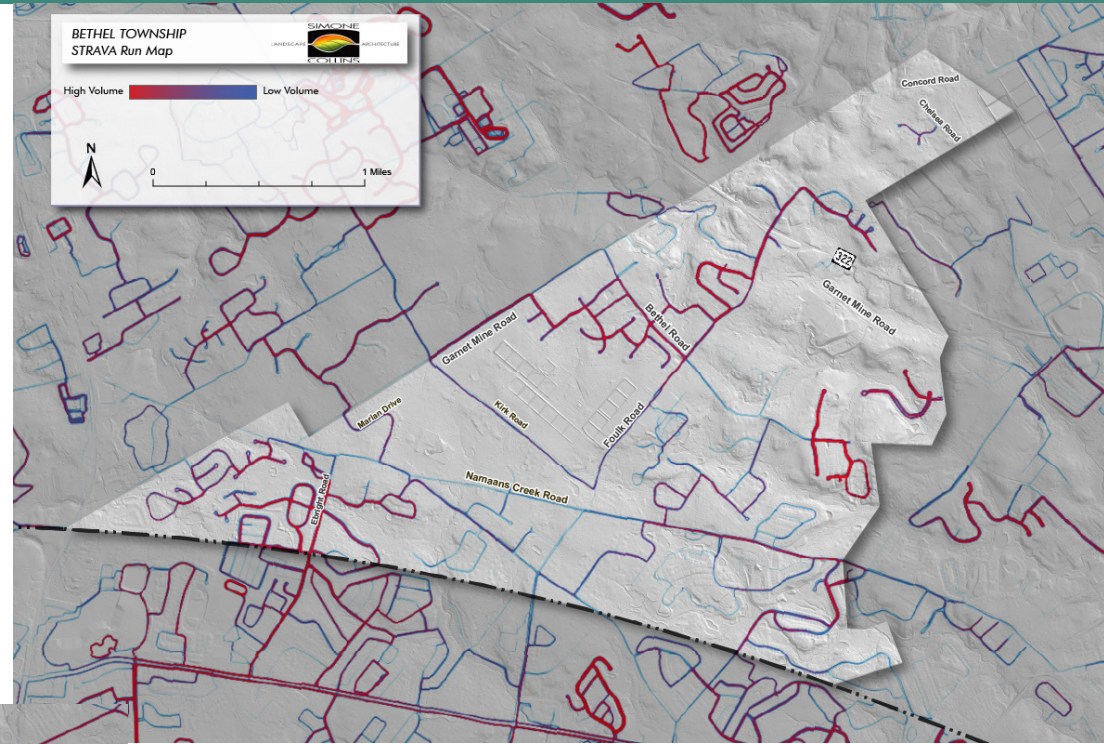 BETHEL TOWNSHIP
STRAVA Run Map
SIMONE
LANDSCAPE ARCHITECTURE
COLLINS
High Volume Low Volume
N
0 1 Miles
Concord Road
Chelsea Road
322
Garnet Mine Road
Bethel Road
Garnet Mine Road
Kirk Road
Foulk Road
Marian Drive
Namaans Creek Road
Ebright Road